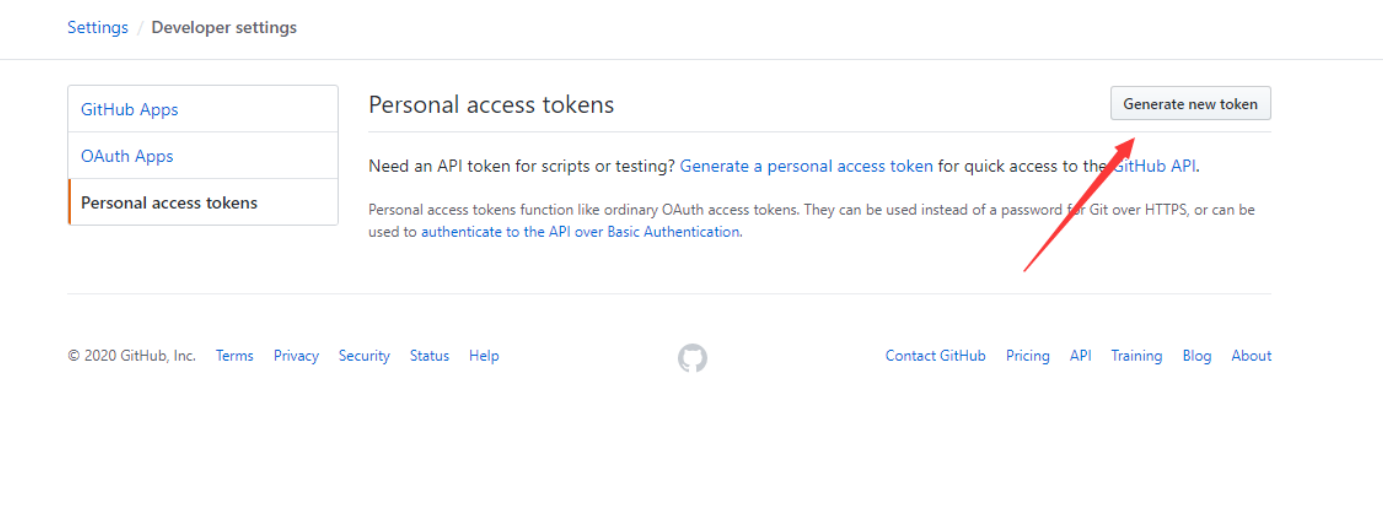 Settings / Developer settings
GitHub Apps
OAuth Apps
Personal access tokens
Personal access tokens
Generate new token
Need an API token for scripts or testing? Generate a personal access token for quick access to the GitHub API.
Personal access tokens function like ordinary OAuth access tokens. They can be used instead of a password for Git over HTTPS, or can be
used to authenticate to the API over Basic Authentication.
© 2020 GitHub, Inc. Terms Privacy Security Status Help Contact GitHub Pricing API Training Blog About